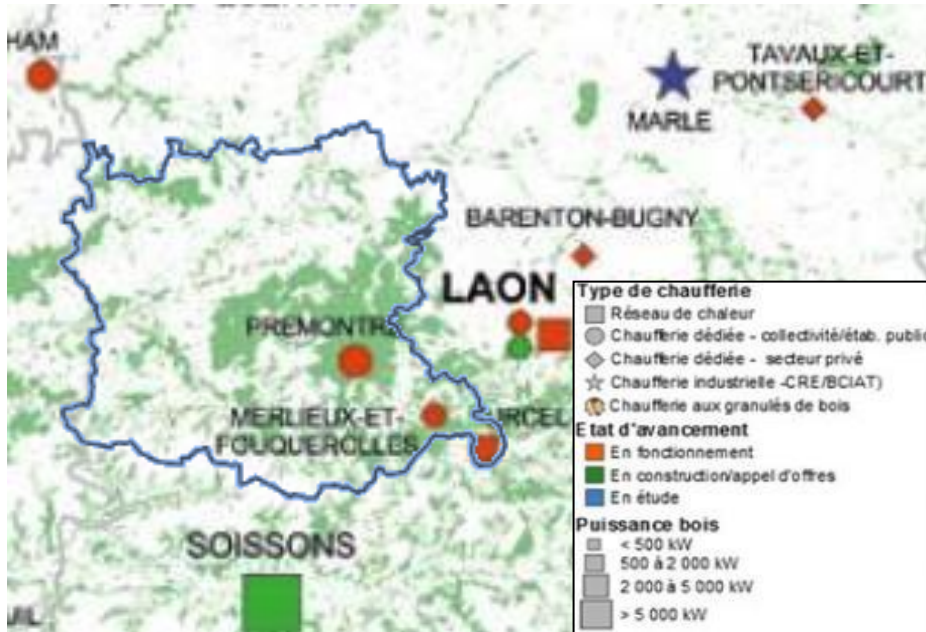 HAM
TAVAUX-ET-
PONTSERICOURT
MARLE
BARENTON-BUGNY
LAON
PREMONTRE
MERLIEUX-ET-
FOUQUEROLLES
URCEL
SOISSONS
Type de chaufferie
Réseau de chaleur
Chaufferie dédiée - collectivité/étab. public
Chaufferie dédiée - secteur privé
Chaufferie industrielle -CRE/BCIAT)
Chaufferie aux granulés de bois
Etat d'avancement
En fonctionnement
En construction/appel d'offres
En étude
Puissance bois
< 500 kW
500 à 2 000 kW
2 000 à 5 000 kW
> 5 000 kW